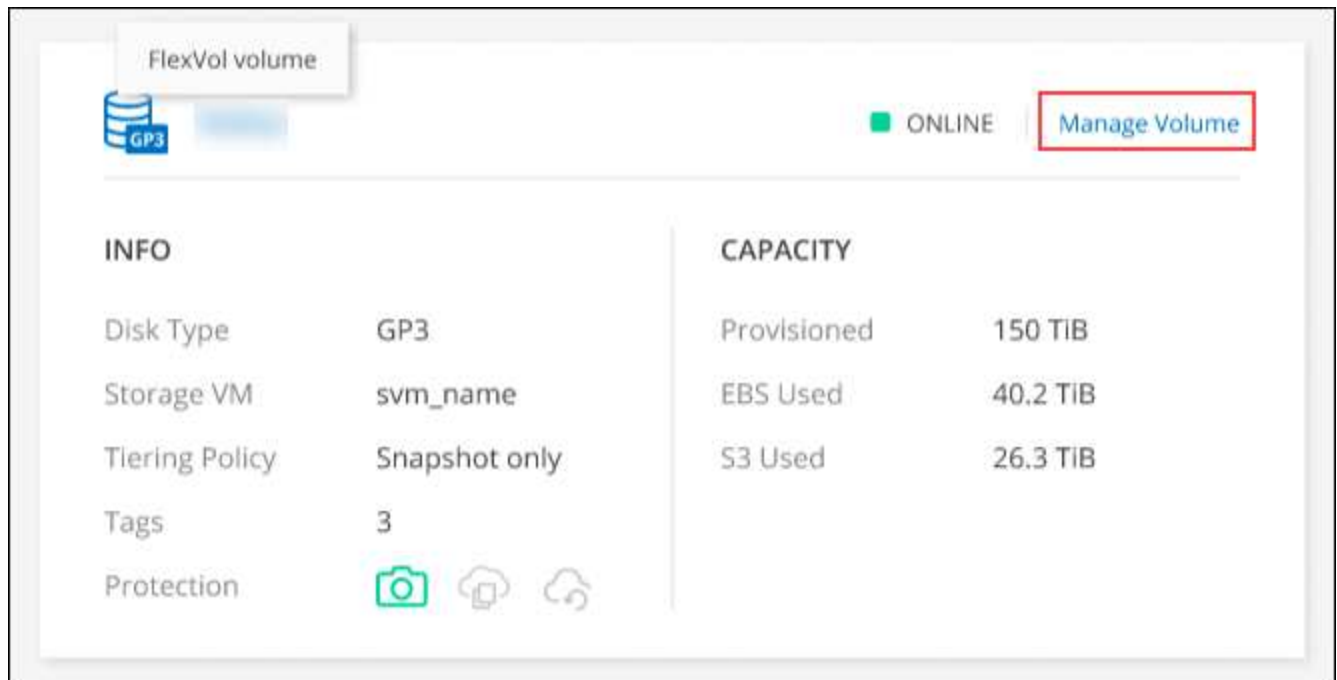 FlexVol volume
GP3
ONLINE Manage Volume
INFO
Disk Type GP3
Storage VM svm_name
Tiering Policy Snapshot only
Tags 3
Protection
CAPACITY
Provisioned 150 TiB
EBS Used 40.2 TiB
S3 Used 26.3 TiB